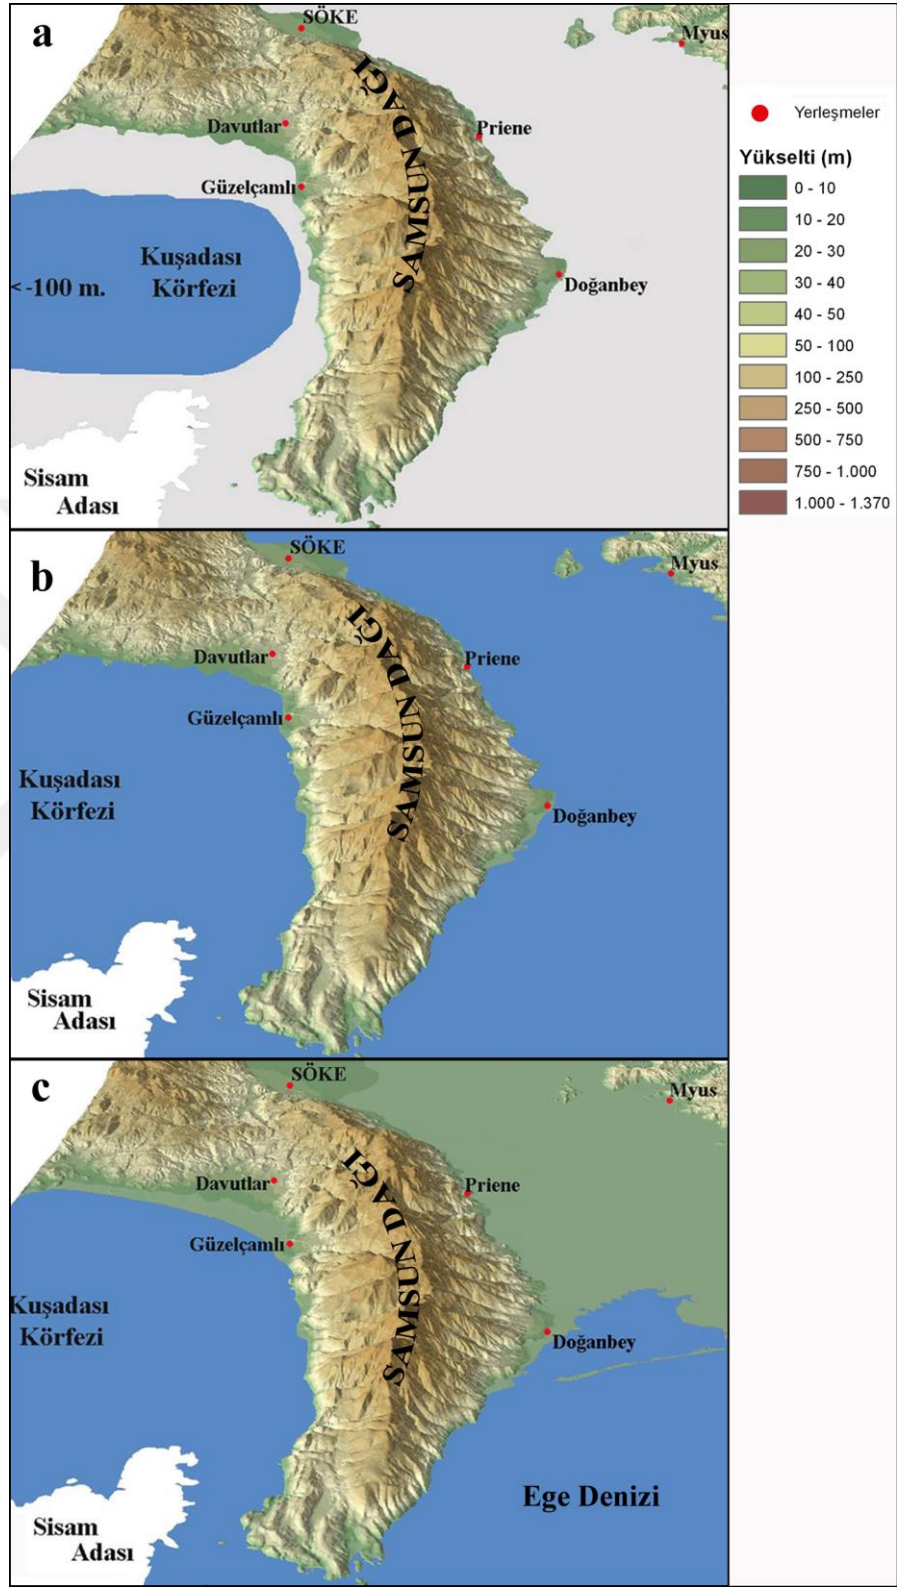 a
SÖKE
Myus
SAMSUN DAĞI
Davutlar
Priene
Güzelçamlı
Kuşadası
Körfezi
< -100 m.
Doğanbey
Sisam
Adası
Yerleşmeler
Yükselti (m)
0 - 10
10 - 20
20 - 30
30 - 40
40 - 50
50 - 100
100 - 250
250 - 500
500 - 750
750 - 1.000
1.000 - 1.370
b
SÖKE
Myus
SAMSUN DAĞI
Davutlar
Priene
Güzelçamlı
Kuşadası
Körfezi
Doğanbey
Sisam
Adası
c
SÖKE
Myus
SAMSUN DAĞI
Davutlar
Priene
Güzelçamlı
Kuşadası
Körfezi
Doğanbey
Ege Denizi
Sisam
Adası